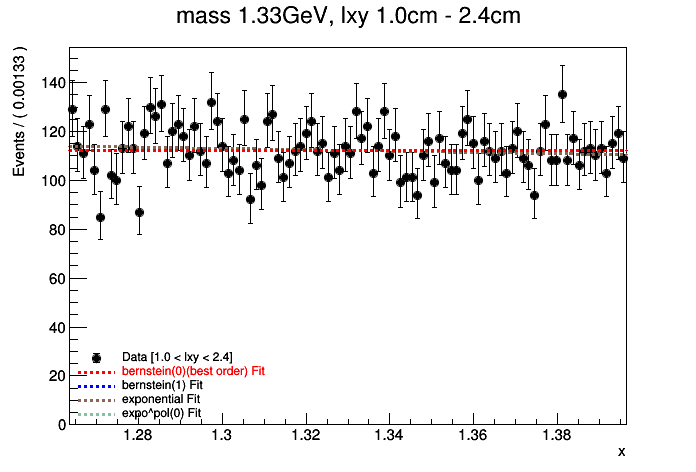 mass 1.33GeV, lxy 1.0cm - 2.4cm
Events / ( 0.00133 )
140
120
100
80
60
40
20
0
Data [1.0 < lxy < 2.4]
bernstein(0)(best order) Fit
bernstein(1) Fit
exponential Fit
expo^pol(0) Fit
1.28 1.3 1.32 1.34 1.36 1.38
x